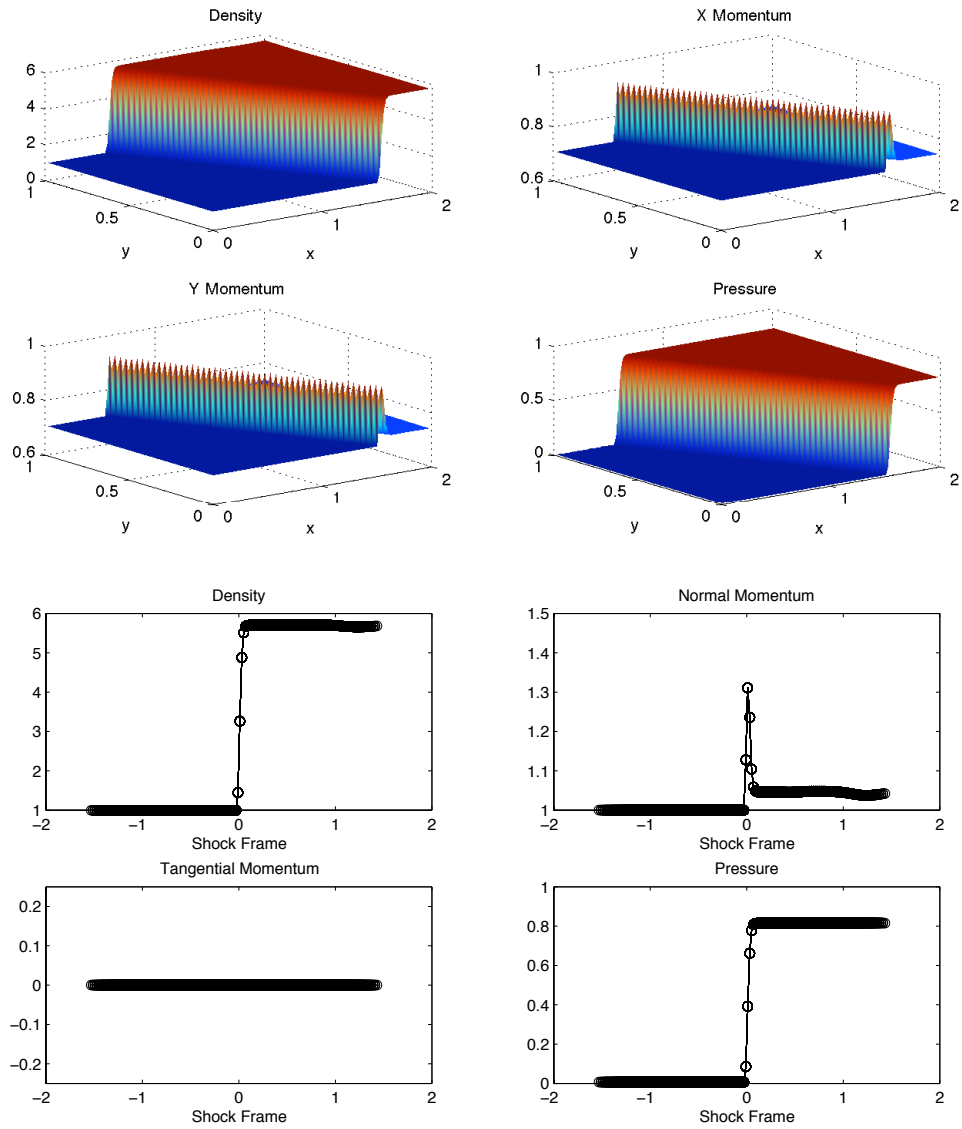 Density
6
4
2
0
1
0.5
0
0
1
2
y
x
X Momentum
1
0.8
0.6
1
0.5
0
0
1
2
y
x
Y Momentum
1
0.8
0.6
1
0.5
0
0
1
2
y
x
Pressure
1
0.5
0
1
0.5
0
0
1
2
y
x
Density
6
5
4
3
2
1
−2 −1 0 1 2
Shock Frame
Normal Momentum
1.5
1.4
1.3
1.2
1.1
1
−2 −1 0 1 2
Shock Frame
Tangential Momentum
0.2
0.1
0
−0.1
−0.2
−2 −1 0 1 2
Shock Frame
Pressure
1
0.8
0.6
0.4
0.2
0
−2 −1 0 1 2
Shock Frame